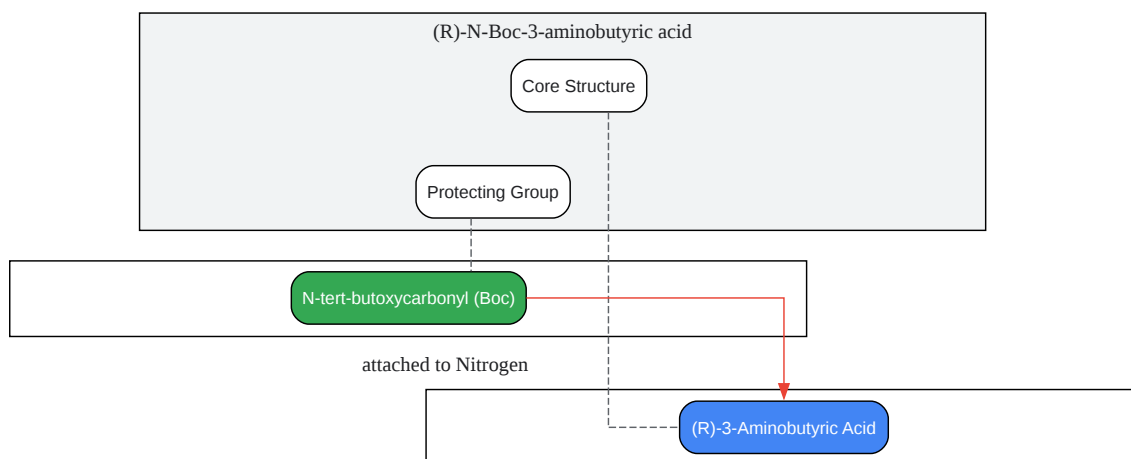 (R)-N-Boc-3-aminobutyric acid
Core Structure
Protecting Group
N-tert-butoxycarbonyl (Boc)
attached to Nitrogen
(R)-3-Aminobutyric Acid